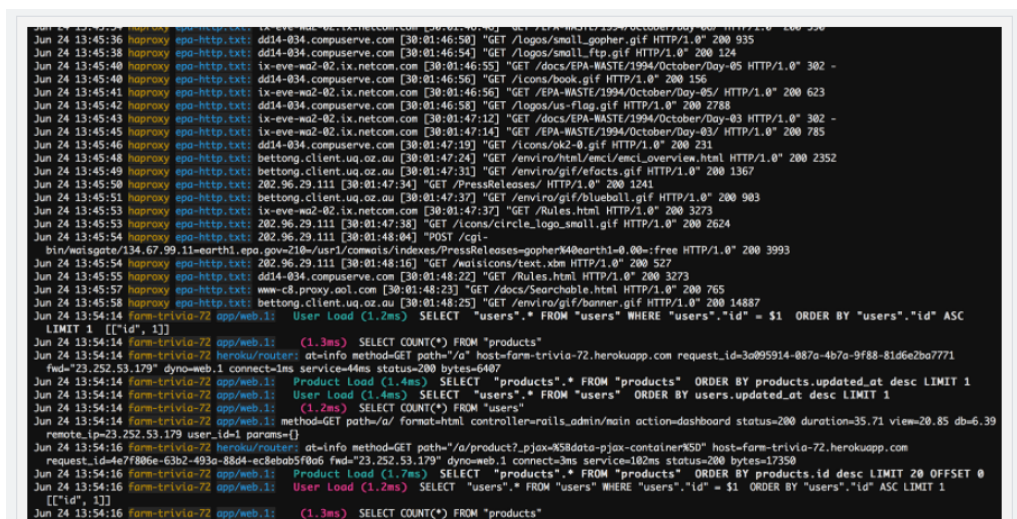 Jun 24 13:45:36 haproxy epa-http.txt: dd14-034.compuserve.com [30:01:46:50] "GET /logos/small_gopher.gif HTTP/1.0" 200 935
Jun 24 13:45:38 haproxy epa-http.txt: dd14-034.compuserve.com [30:01:46:54] "GET /logos/small_ftp.gif HTTP/1.0" 200 124
Jun 24 13:45:40 haproxy epa-http.txt: ix-eve-wa2-02.ix.netcom.com [30:01:46:55] "GET /docs/EPA-WASTE/1994/October/Day-05 HTTP/1.0" 302 -
Jun 24 13:45:40 haproxy epa-http.txt: dd14-034.compuserve.com [30:01:46:56] "GET /icons/book.gif HTTP/1.0" 200 156
Jun 24 13:45:41 haproxy epa-http.txt: ix-eve-wa2-02.ix.netcom.com [30:01:46:56] "GET /EPA-WASTE/1994/October/Day-05/ HTTP/1.0" 200 623
Jun 24 13:45:42 haproxy epa-http.txt: dd14-034.compuserve.com [30:01:46:58] "GET /logos/us-flag.gif HTTP/1.0" 200 2788
Jun 24 13:45:43 haproxy epa-http.txt: ix-eve-wa2-02.ix.netcom.com [30:01:47:12] "GET /docs/EPA-WASTE/1994/October/Day-03 HTTP/1.0" 302 -
Jun 24 13:45:45 haproxy epa-http.txt: ix-eve-wa2-02.ix.netcom.com [30:01:47:14] "GET /EPA-WASTE/1994/October/Day-03/ HTTP/1.0" 200 785
Jun 24 13:45:46 haproxy epa-http.txt: dd14-034.compuserve.com [30:01:47:19] "GET /icons/ok2-0.gif HTTP/1.0" 200 231
Jun 24 13:45:48 haproxy epa-http.txt: bettong.client.uq.oz.au [30:01:47:24] "GET /enviro/html/emci/emci_overview.html HTTP/1.0" 200 2352
Jun 24 13:45:49 haproxy epa-http.txt: bettong.client.uq.oz.au [30:01:47:31] "GET /enviro/gif/efacts.gif HTTP/1.0" 200 1367
Jun 24 13:45:50 haproxy epa-http.txt: 202.96.29.111 [30:01:47:34] "GET /PressReleases/ HTTP/1.0" 200 1241
Jun 24 13:45:51 haproxy epa-http.txt: bettong.client.uq.oz.au [30:01:47:37] "GET /enviro/gif/blueball.gif HTTP/1.0" 200 903
Jun 24 13:45:53 haproxy epa-http.txt: ix-eve-wa2-02.ix.netcom.com [30:01:47:37] "GET /Rules.html HTTP/1.0" 200 3273
Jun 24 13:45:53 haproxy epa-http.txt: 202.96.29.111 [30:01:47:38] "GET /icons/circle_logo_small.gif HTTP/1.0" 200 2624
Jun 24 13:45:54 haproxy epa-http.txt: 202.96.29.111 [30:01:48:04] "POST /cgi-
bin/waisgate/134.67.99.11=earth1.epa.gov=210=/usr1/comwais/indexes/PressReleases=gopher%40earth1=0.00=:free HTTP/1.0" 200 3993
Jun 24 13:45:54 haproxy epa-http.txt: 202.96.29.111 [30:01:48:16] "GET /waisicons/text.xbm HTTP/1.0" 200 527
Jun 24 13:45:55 haproxy epa-http.txt: dd14-034.compuserve.com [30:01:48:22] "GET /Rules.html HTTP/1.0" 200 3273
Jun 24 13:45:57 haproxy epa-http.txt: www-c8.proxy.aol.com [30:01:48:23] "GET /docs/Searchable.html HTTP/1.0" 200 765
Jun 24 13:45:58 haproxy epa-http.txt: bettong.client.uq.oz.au [30:01:48:25] "GET /enviro/gif/banner.gif HTTP/1.0" 200 14887
Jun 24 13:54:14 farm-trivia-72 app/web.1: User Load (1.2ms) SELECT "users".* FROM "users" WHERE "users"."id" = $1 ORDER BY "users"."id" ASC
LIMIT 1 [["id", 1]]
Jun 24 13:54:14 farm-trivia-72 app/web.1: (1.3ms) SELECT COUNT(*) FROM "products"
Jun 24 13:54:14 farm-trivia-72 heroku/router: at=info method=GET path="/a" host=farm-trivia-72.herokuapp.com request_id=3a095914-087a-4b7a-9f88-81d6e2ba7771
fwd="23.252.53.179" dyno=web.1 connect=1ms service=44ms status=200 bytes=6407
Jun 24 13:54:14 farm-trivia-72 app/web.1: Product Load (1.4ms) SELECT "products".* FROM "products" ORDER BY products.updated_at desc LIMIT 1
Jun 24 13:54:14 farm-trivia-72 app/web.1: User Load (1.4ms) SELECT "users".* FROM "users" ORDER BY users.updated_at desc LIMIT 1
Jun 24 13:54:14 farm-trivia-72 app/web.1: (1.2ms) SELECT COUNT(*) FROM "users"
Jun 24 13:54:14 farm-trivia-72 app/web.1: method=GET path=/a/ format=html controller=rails_admin/main action=dashboard status=200 duration=35.71 view=20.85 db=6.39
remote_ip=23.252.53.179 user_id=1 params={}
Jun 24 13:54:16 farm-trivia-72 heroku/router: at=info method=GET path="/a/product?_pjax=%5Bdata-pjax-container%5D" host=farm-trivia-72.herokuapp.com
request_id=4e7f806e-63b2-493a-88d4-ec8ebab5f0a6 fwd="23.252.53.179" dyno=web.1 connect=3ms service=102ms status=200 bytes=17350
Jun 24 13:54:16 farm-trivia-72 app/web.1: Product Load (1.7ms) SELECT "products".* FROM "products" ORDER BY products.id desc LIMIT 20 OFFSET 0
Jun 24 13:54:16 farm-trivia-72 app/web.1: User Load (1.2ms) SELECT "users".* FROM "users" WHERE "users"."id" = $1 ORDER BY "users"."id" ASC LIMIT 1
[["id", 1]]
Jun 24 13:54:16 farm-trivia-72 app/web.1: (1.3ms) SELECT COUNT(*) FROM "products"